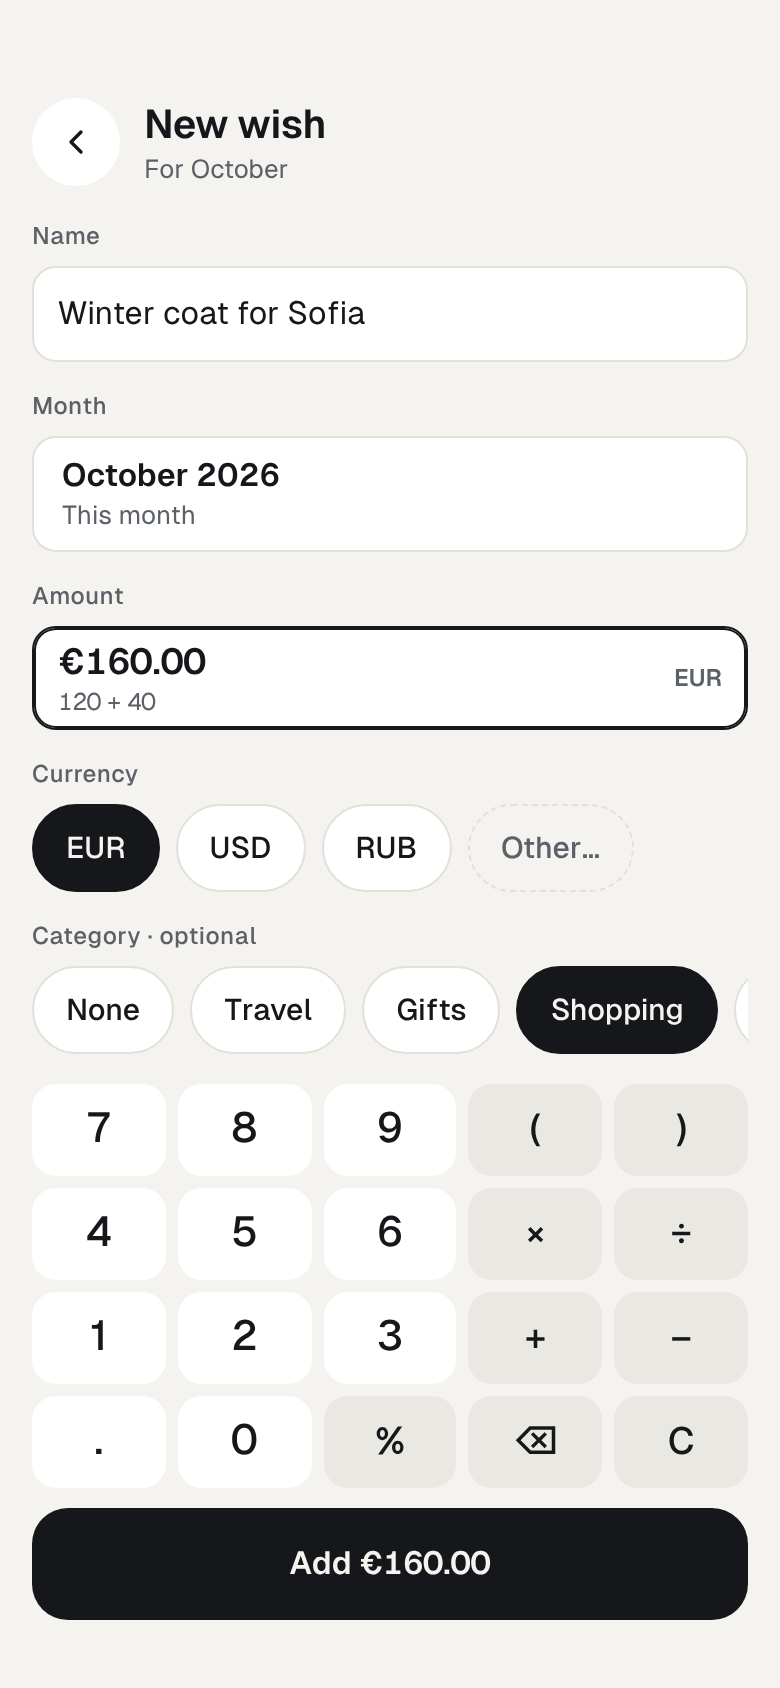 New wish
For October
Name
Winter coat for Sofia
Month
October 2026
This month
Amount
€160.00
120 + 40
EUR
Currency
EUR USD RUB Other...
Category · optional
None Travel Gifts Shopping
7 8 9 ( )
4 5 6 × ÷
1 2 3 + −
. 0 % C
Add €160.00